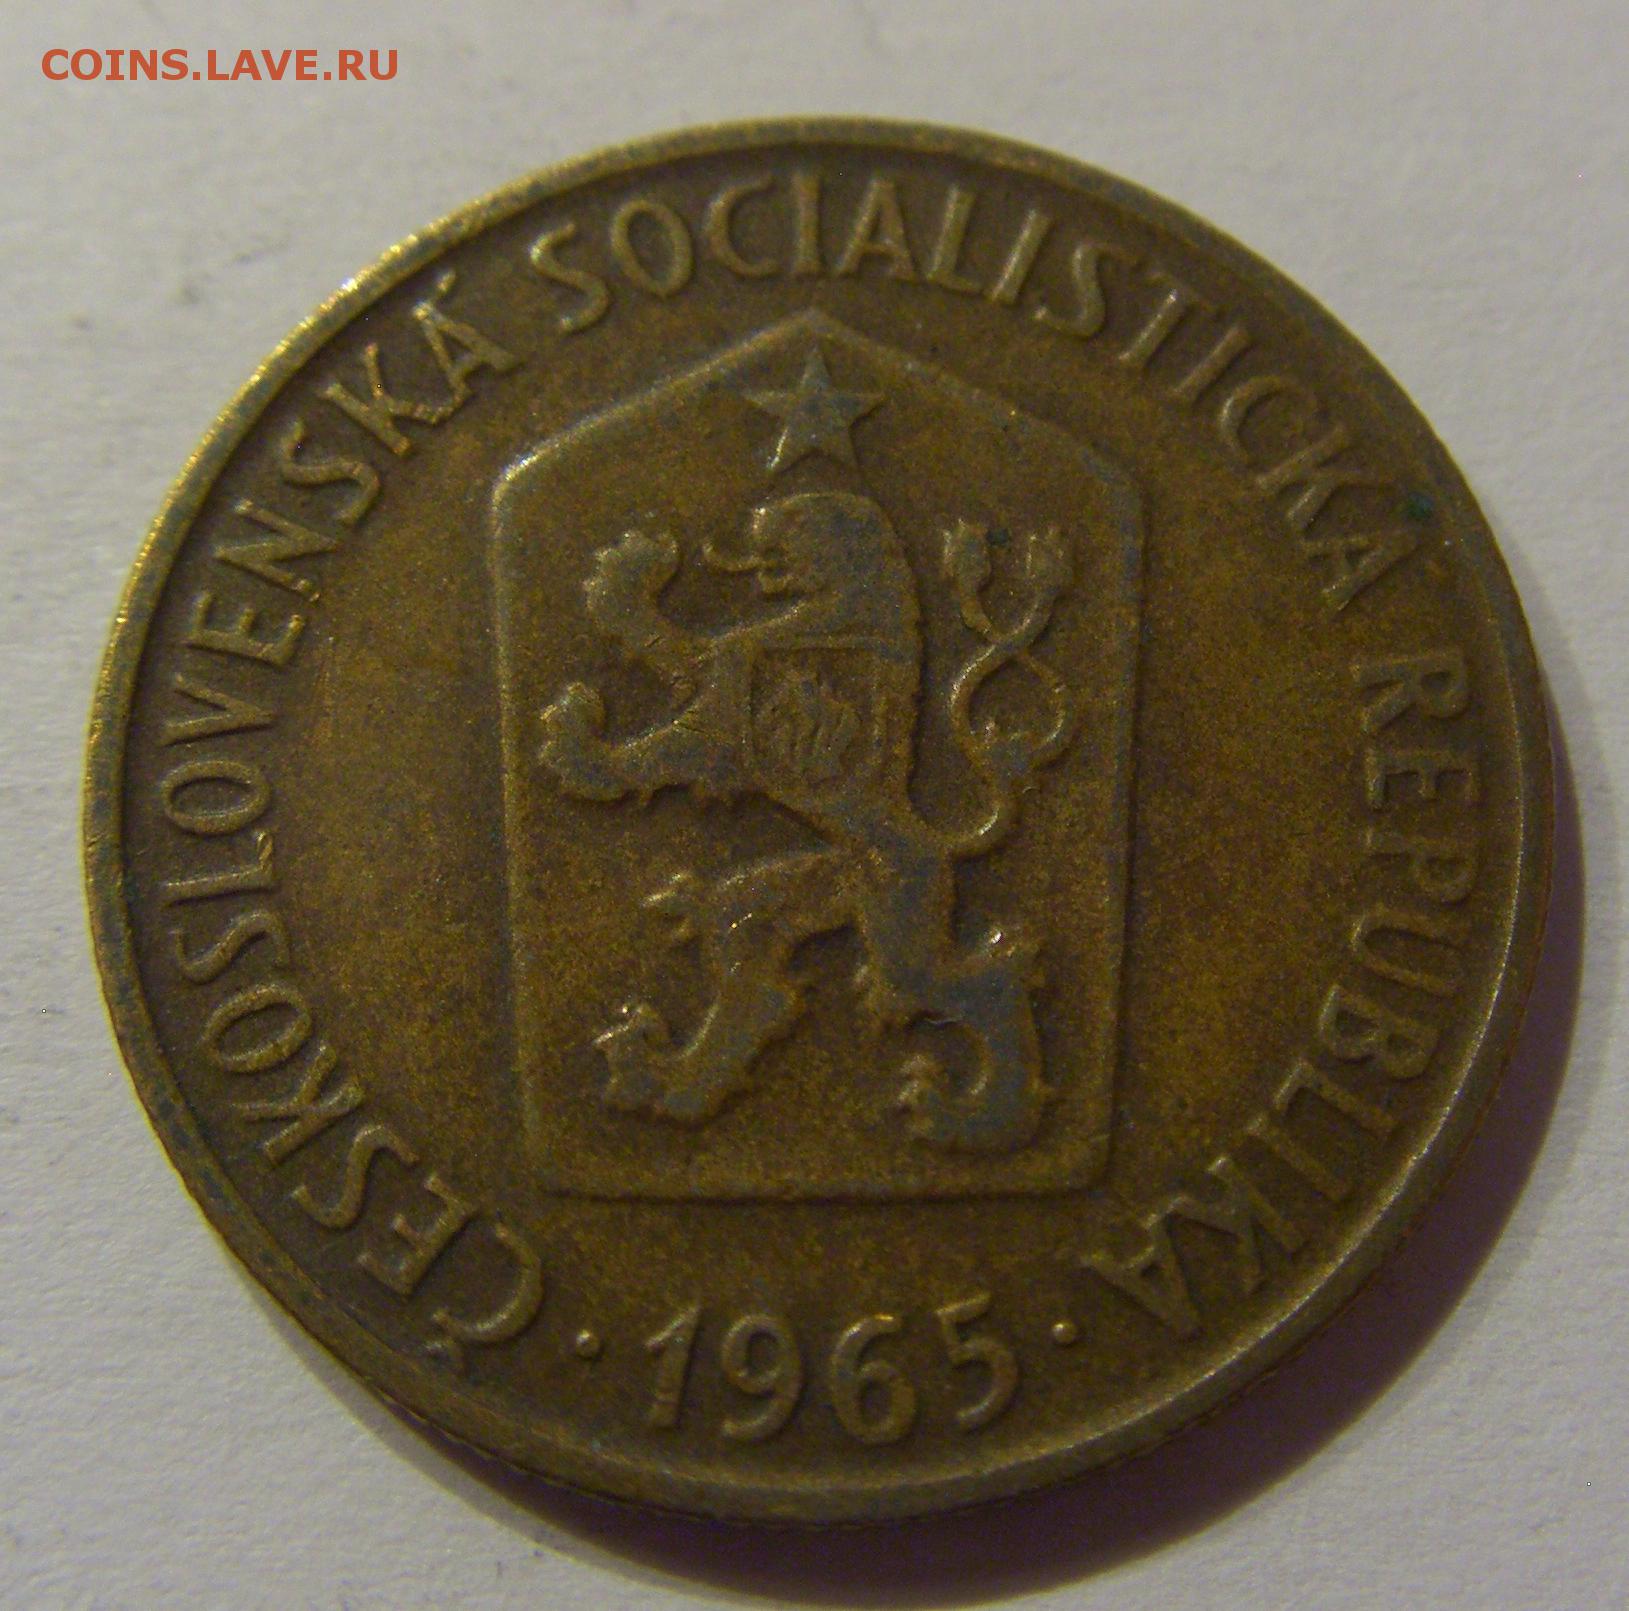 COINS.LAVE.RU
ČESKOSLOVENSKÁ SOCIALISTICKÁ REPUBLIKA
· 1965 ·